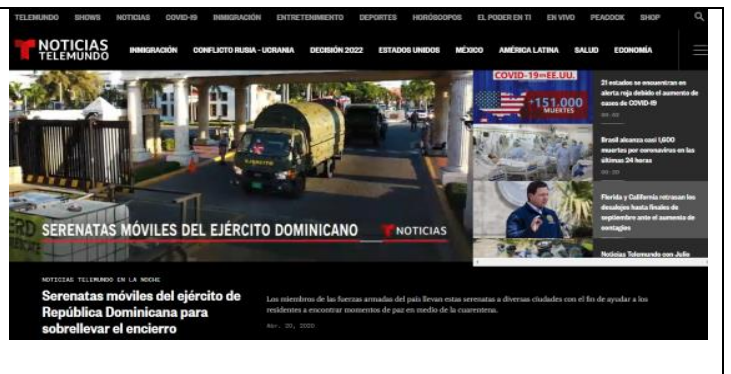 TELEMUNDO SHOWS NOTICIAS COVID-19 INMIGRACIÓN ENTRETENIMIENTO DEPORTES HORÓSCOPOS EL PODER EN TI EN VIVO PEACOCK SHOP
NOTICIAS
TELEMUNDO
INMIGRACIÓN CONFLICTO RUSIA - UCRANIA DECISIÓN 2022 ESTADOS UNIDOS MÉXICO AMÉRICA LATINA SALUD ECONOMÍA
EJERCITO
SERENATAS MÓVILES DEL EJÉRCITO DOMINICANO
NOTICIAS
COVID-19 EN EE.UU.
+151.000
MUERTES
21 estados se encuentran en
alerta roja debido el aumento de
casos de COVID-19
Brasil alcanza casi 1,600
muertes por coronavirus en las
últimas 24 horas
Florida y California retrasan los
desalojos hasta finales de
septiembre ante el aumento de
contagios
Noticias Telemundo con Julio
NOTICIAS TELEMUNDO EN LA NOCHE
Serenatas móviles del ejército de
República Dominicana para
sobrellevar el encierro
Los miembros de las fuerzas armadas del país llevan estas serenatas a diversas ciudades con el fin de ayudar a los
residentes a encontrar momentos de paz en medio de la cuarentena.
Abr. 20, 2020